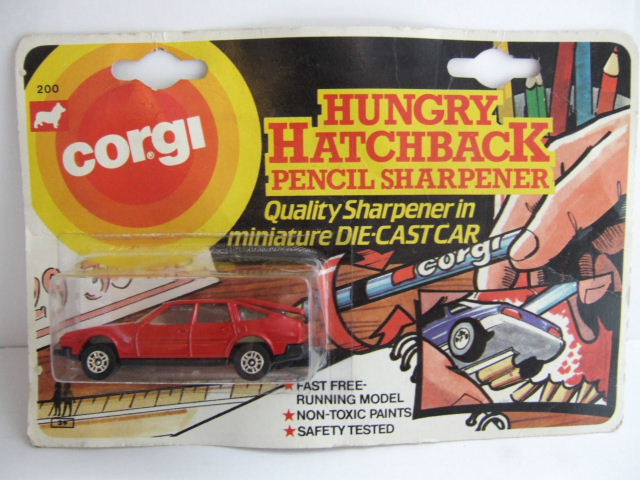 200
corgi®
HUNGRY
HATCHBACK
PENCIL SHARPENER
Quality Sharpener in
miniature DIE-CAST CAR
corgi
★FAST FREE-
RUNNING MODEL
★NON-TOXIC PAINTS
★SAFETY TESTED